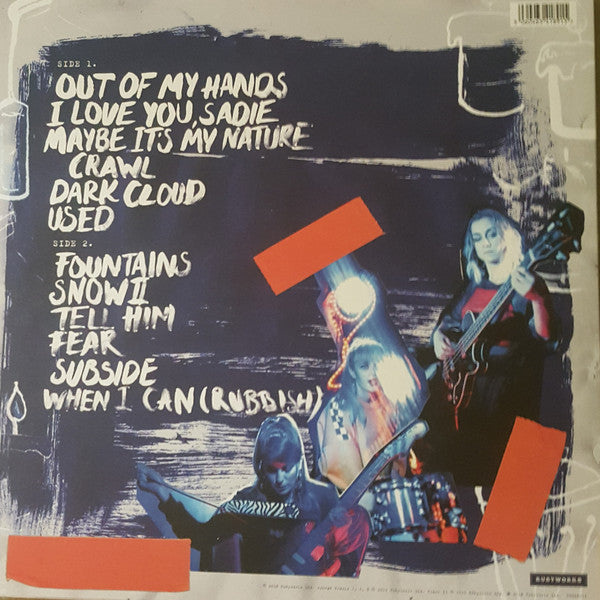 SIDE 1.
OUT OF MY HANDS
I LOVE YOU, SADIE
MAYBE IT'S MY NATURE
CRAWL
DARK CLOUD
USED
SIDE 2.
FOUNTAINS
SNOW II
TELL HIM
FEAR
SUBSIDE
WHEN I CAN (RUBBISH)
DUSTWORKS